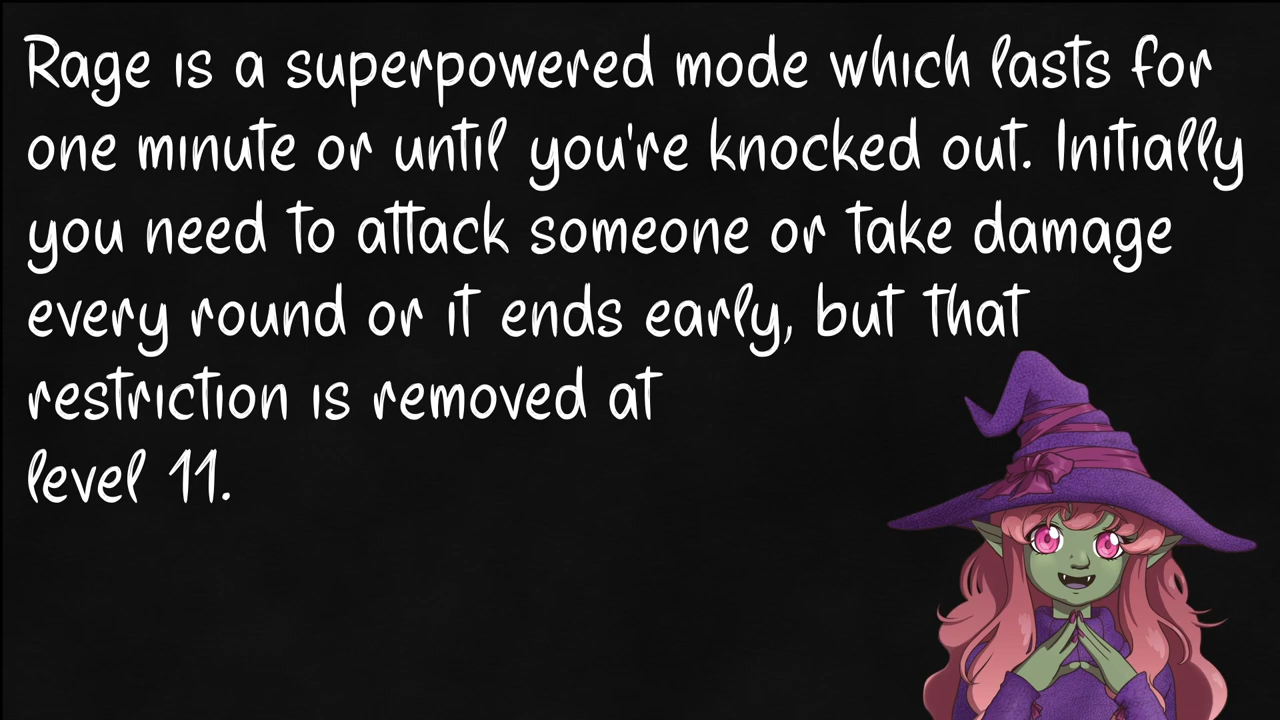 Rage is a superpowered mode which lasts for
one minute or until you're knocked out. Initially
you need to attack someone or take damage
every round or it ends early, but that
restriction is removed at
level 11.